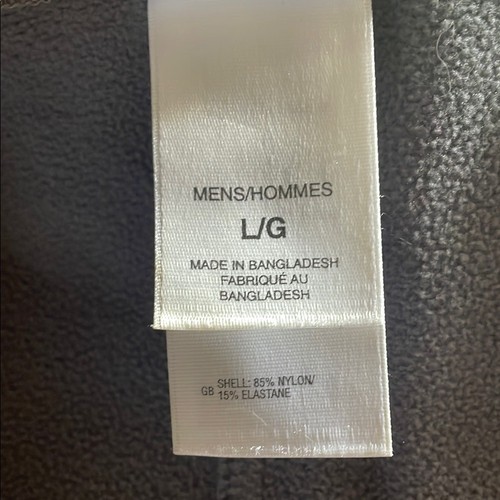 MENS/HOMMES
L/G
MADE IN BANGLADESH
FABRIQUÉ AU
BANGLADESH
SHELL: 85% NYLON/
GB 15% ELASTANE